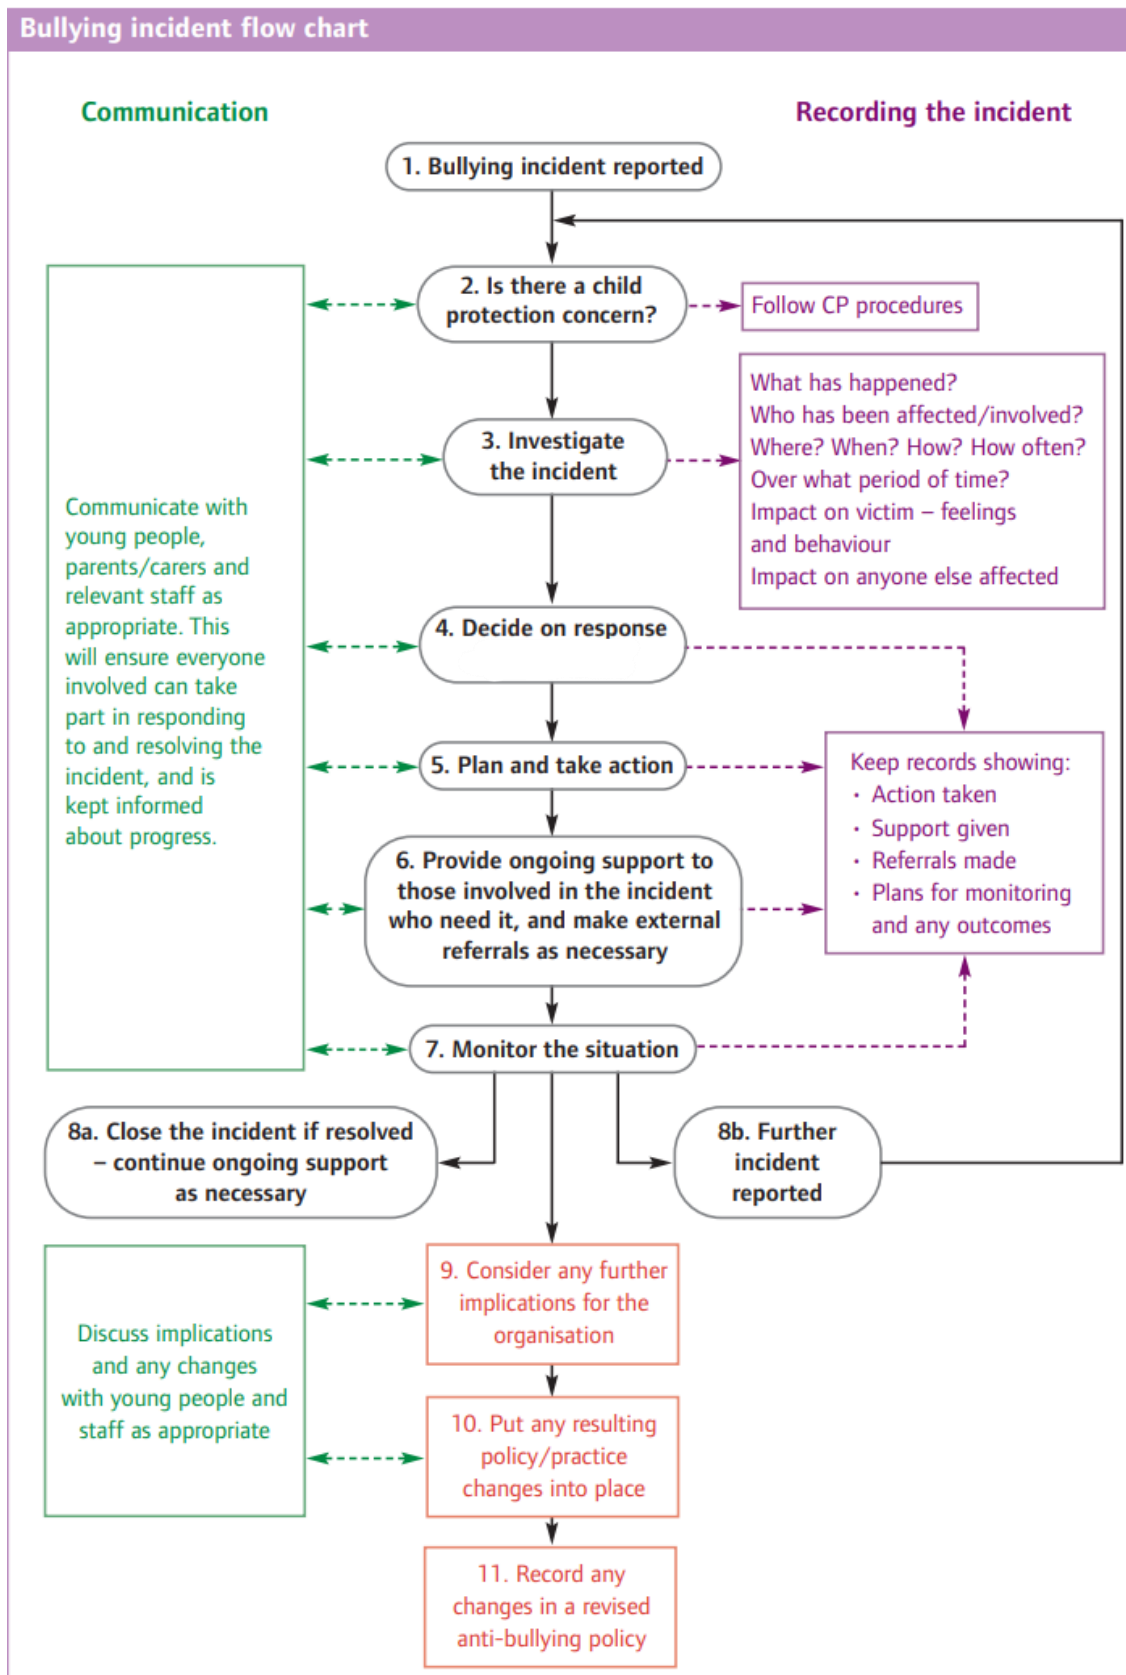 Bullying incident flow chart
Communication
Recording the incident
1. Bullying incident reported
2. Is there a child
protection concern?
Follow CP procedures
What has happened?
Who has been affected/involved?
Where? When? How? How often?
Over what period of time?
Impact on victim – feelings
and behaviour
Impact on anyone else affected
3. Investigate
the incident
Communicate with
young people,
parents/carers and
relevant staff as
appropriate. This
will ensure everyone
involved can take
part in responding
to and resolving the
incident, and is
kept informed
about progress.
4. Decide on response
5. Plan and take action
Keep records showing:
• Action taken
• Support given
• Referrals made
• Plans for monitoring
and any outcomes
6. Provide ongoing support to
those involved in the incident
who need it, and make external
referrals as necessary
7. Monitor the situation
8a. Close the incident if resolved
– continue ongoing support
as necessary
8b. Further
incident
reported
9. Consider any further
implications for the
organisation
Discuss implications
and any changes
with young people and
staff as appropriate
10. Put any resulting
policy/practice
changes into place
11. Record any
changes in a revised
anti-bullying policy